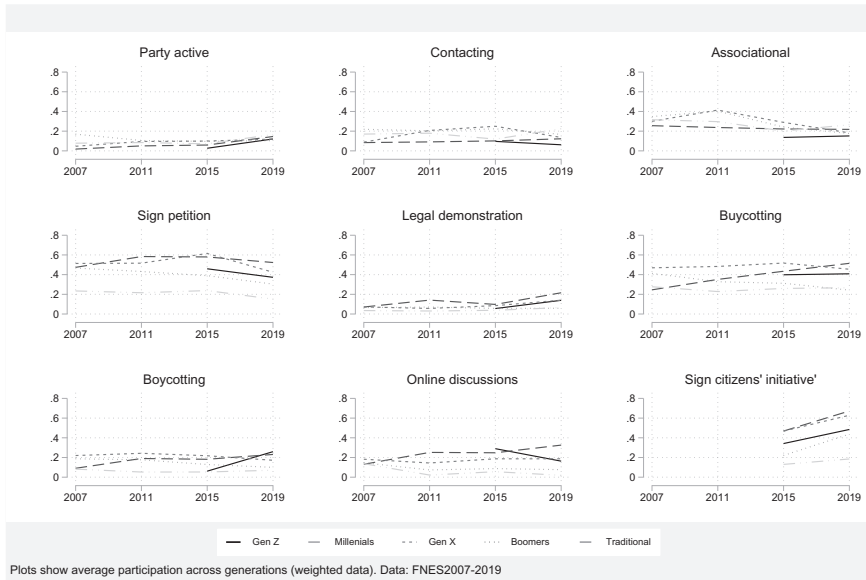 Party active
Contacting
Associational
.8
.6
.4
.2
0
2007 2011 2015 2019
.8
.6
.4
.2
0
2007 2011 2015 2019
.8
.6
.4
.2
0
2007 2011 2015 2019
Sign petition
Legal demonstration
Buycotting
.8
.6
.4
.2
0
2007 2011 2015 2019
.8
.6
.4
.2
0
2007 2011 2015 2019
.8
.6
.4
.2
0
2007 2011 2015 2019
Boycotting
Online discussions
Sign citizens' initiative'
.8
.6
.4
.2
0
2007 2011 2015 2019
.8
.6
.4
.2
0
2007 2011 2015 2019
.8
.6
.4
.2
0
2007 2011 2015 2019
Gen Z Millenials Gen X Boomers Traditional
Plots show average participation across generations (weighted data). Data: FNES2007-2019